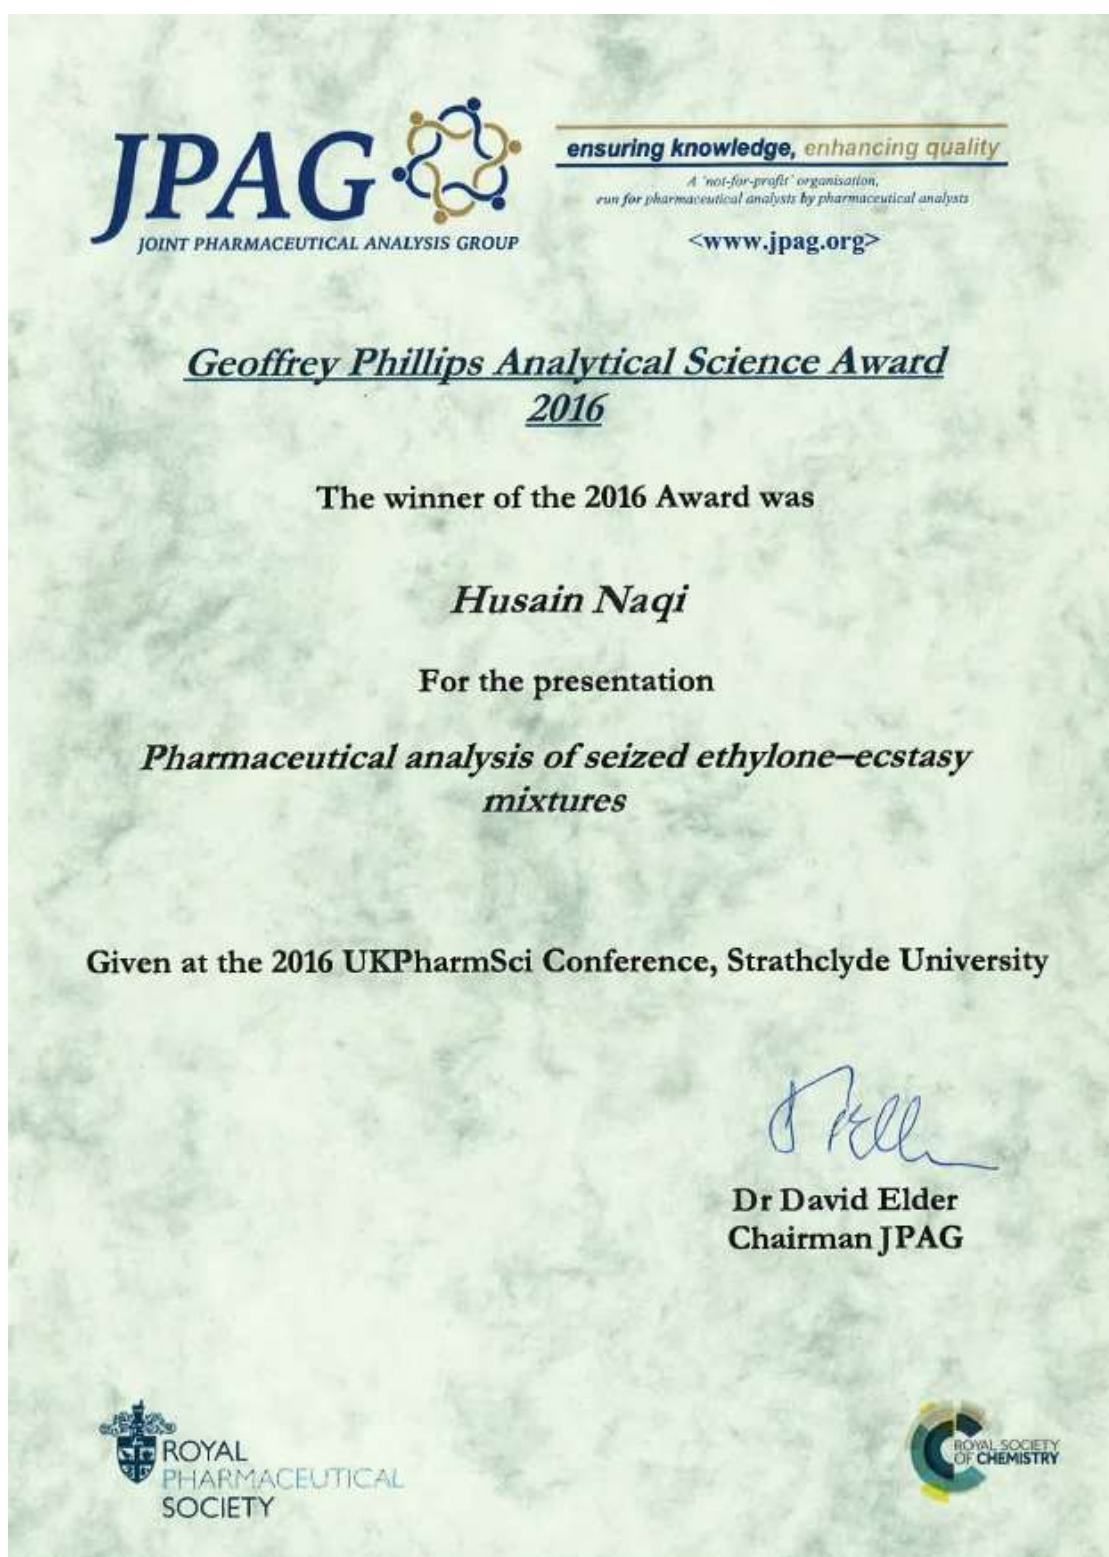 JPAG
JOINT PHARMACEUTICAL ANALYSIS GROUP
ensuring knowledge, enhancing quality
A 'not-for-profit' organisation,
run for pharmaceutical analysts by pharmaceutical analysts
<www.jpag.org>
Geoffrey Phillips Analytical Science Award
2016
The winner of the 2016 Award was
Husain Naqi
For the presentation
Pharmaceutical analysis of seized ethylone–ecstasy
mixtures
Given at the 2016 UKPharmSci Conference, Strathclyde University
Dr David Elder
Chairman JPAG
ROYAL
PHARMACEUTICAL
SOCIETY
ROYAL SOCIETY
OF CHEMISTRY